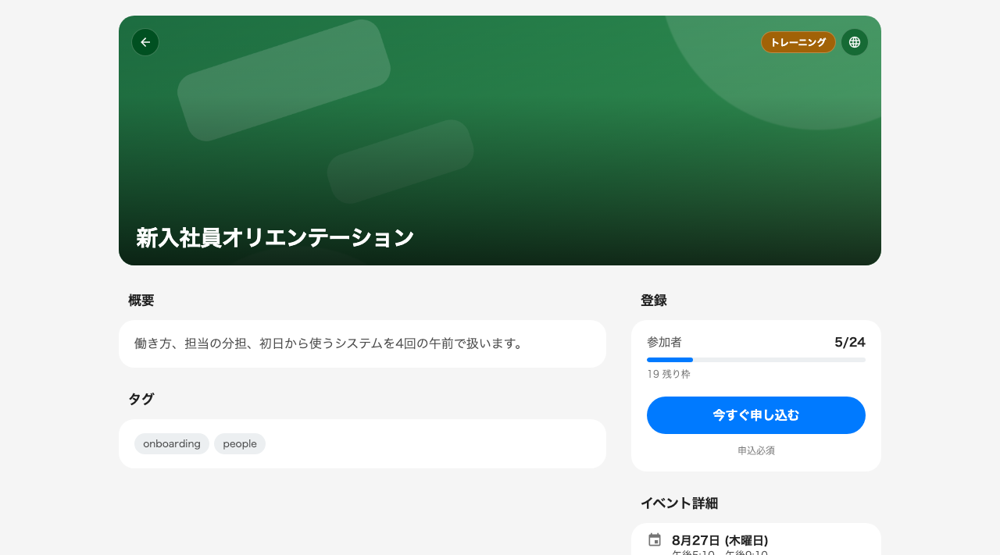 トレーニング
新入社員オリエンテーション
概要
働き方、担当の分担、初日から使うシステムを4回の午前で扱います。
タグ
onboarding
people
登録
参加者 5/24
19 残り枠
今すぐ申し込む
申込必須
イベント詳細
8月27日 (木曜日)